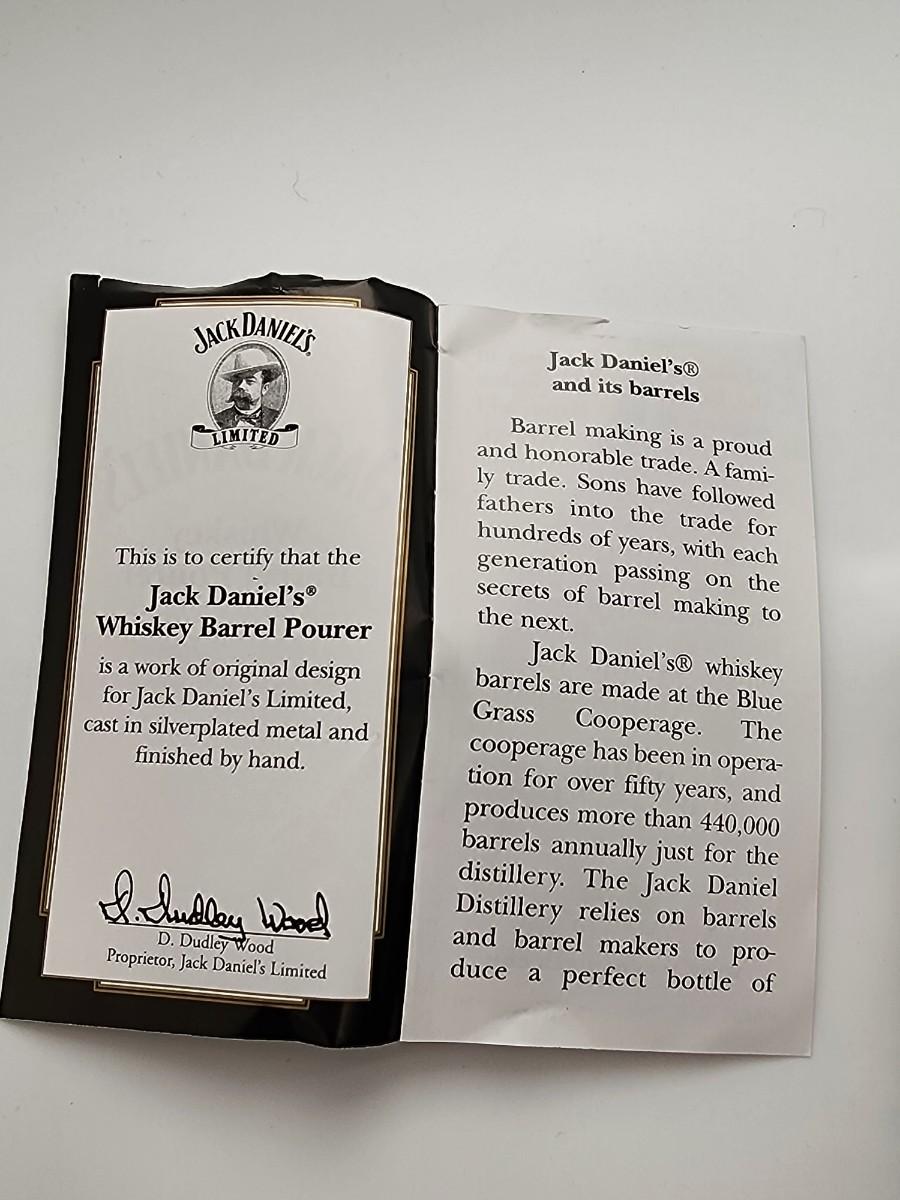 JACK DANIEL'S
LIMITED
This is to certify that the
Jack Daniel's®
Whiskey Barrel Pourer
is a work of original design
for Jack Daniel's Limited,
cast in silverplated metal and
finished by hand.
D. Dudley Wood
D. Dudley Wood
Proprietor, Jack Daniel's Limited
Jack Daniel's®
and its barrels
Barrel making is a proud
and honorable trade. A fami-
ly trade. Sons have followed
fathers into the trade for
hundreds of years, with each
generation passing on the
secrets of barrel making to
the next.
Jack Daniel's® whiskey
barrels are made at the Blue
Grass Cooperage. The
cooperage has been in opera-
tion for over fifty years, and
produces more than 440,000
barrels annually just for the
distillery. The Jack Daniel
Distillery relies on barrels
and barrel makers to pro-
duce a perfect bottle of